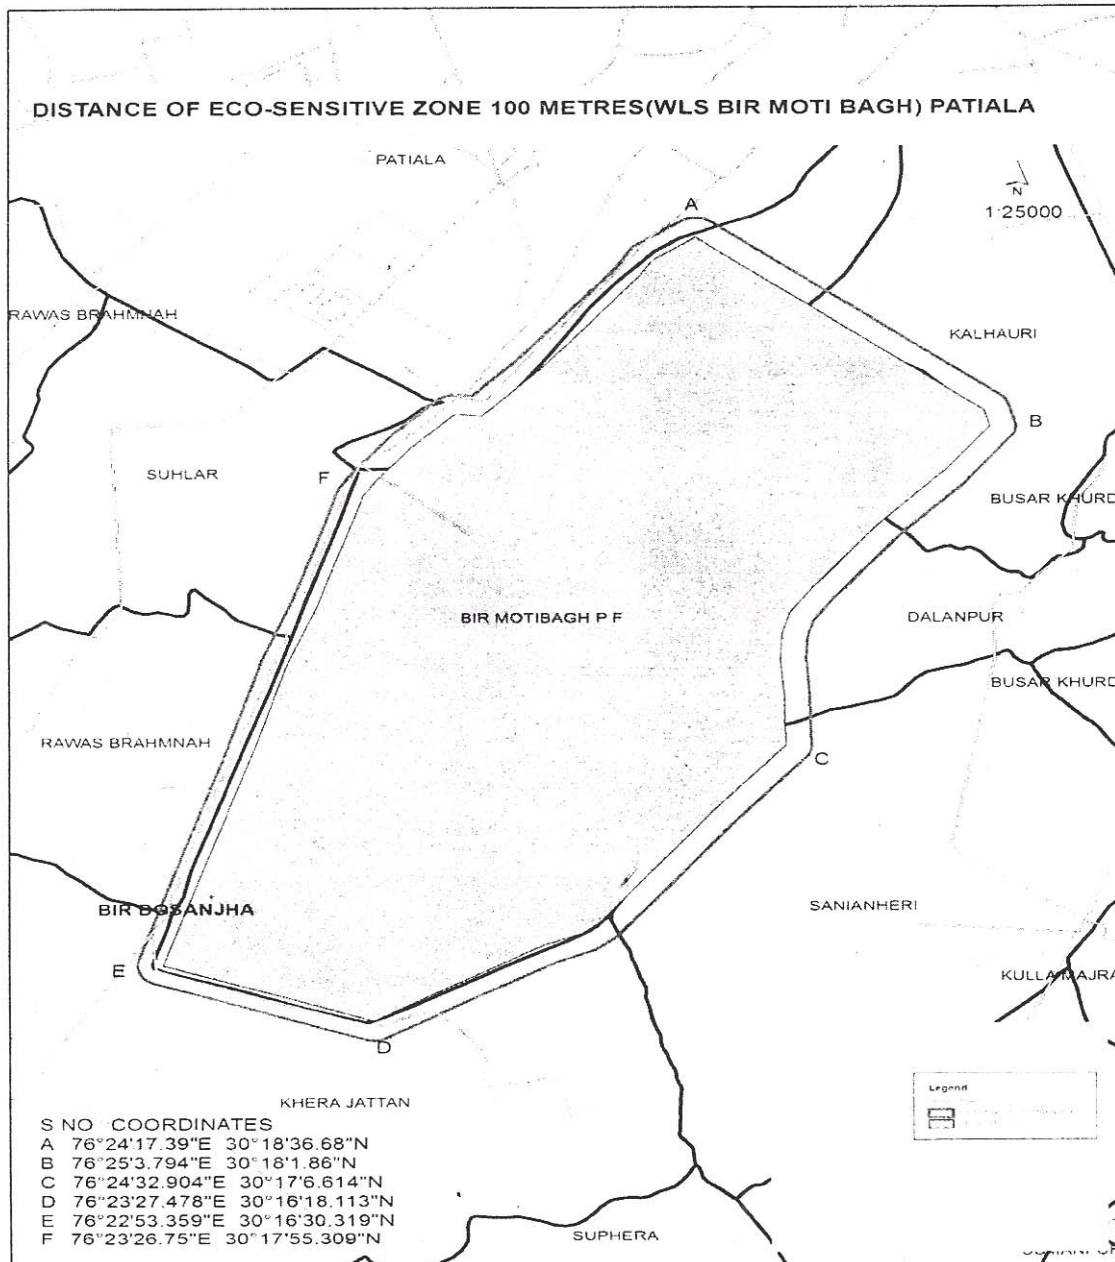 DISTANCE OF ECO-SENSITIVE ZONE 100 METRES(WLS BIR MOTI BAGH) PATIALA
PATIALA
N
1:25000
A
RAWAS BRAHMNAH
KALHAURI
B
SUHLAR
F
BUSAR KHURD
BIR MOTIBAGH P F
DALANPUR
BUSAR KHURD
RAWAS BRAHMNAH
C
BIR DOSANJHA
SANIANHERI
E
KULLA MAJRA
D
Legend
KHERA JATTAN
S NO COORDINATES
A 76°24'17.39"E 30°18'36.68"N
B 76°25'3.794"E 30°18'1.86"N
C 76°24'32.904"E 30°17'6.614"N
D 76°23'27.478"E 30°16'18.113"N
E 76°22'53.359"E 30°16'30.319"N
F 76°23'26.75"E 30°17'55.309"N
SUPHERA